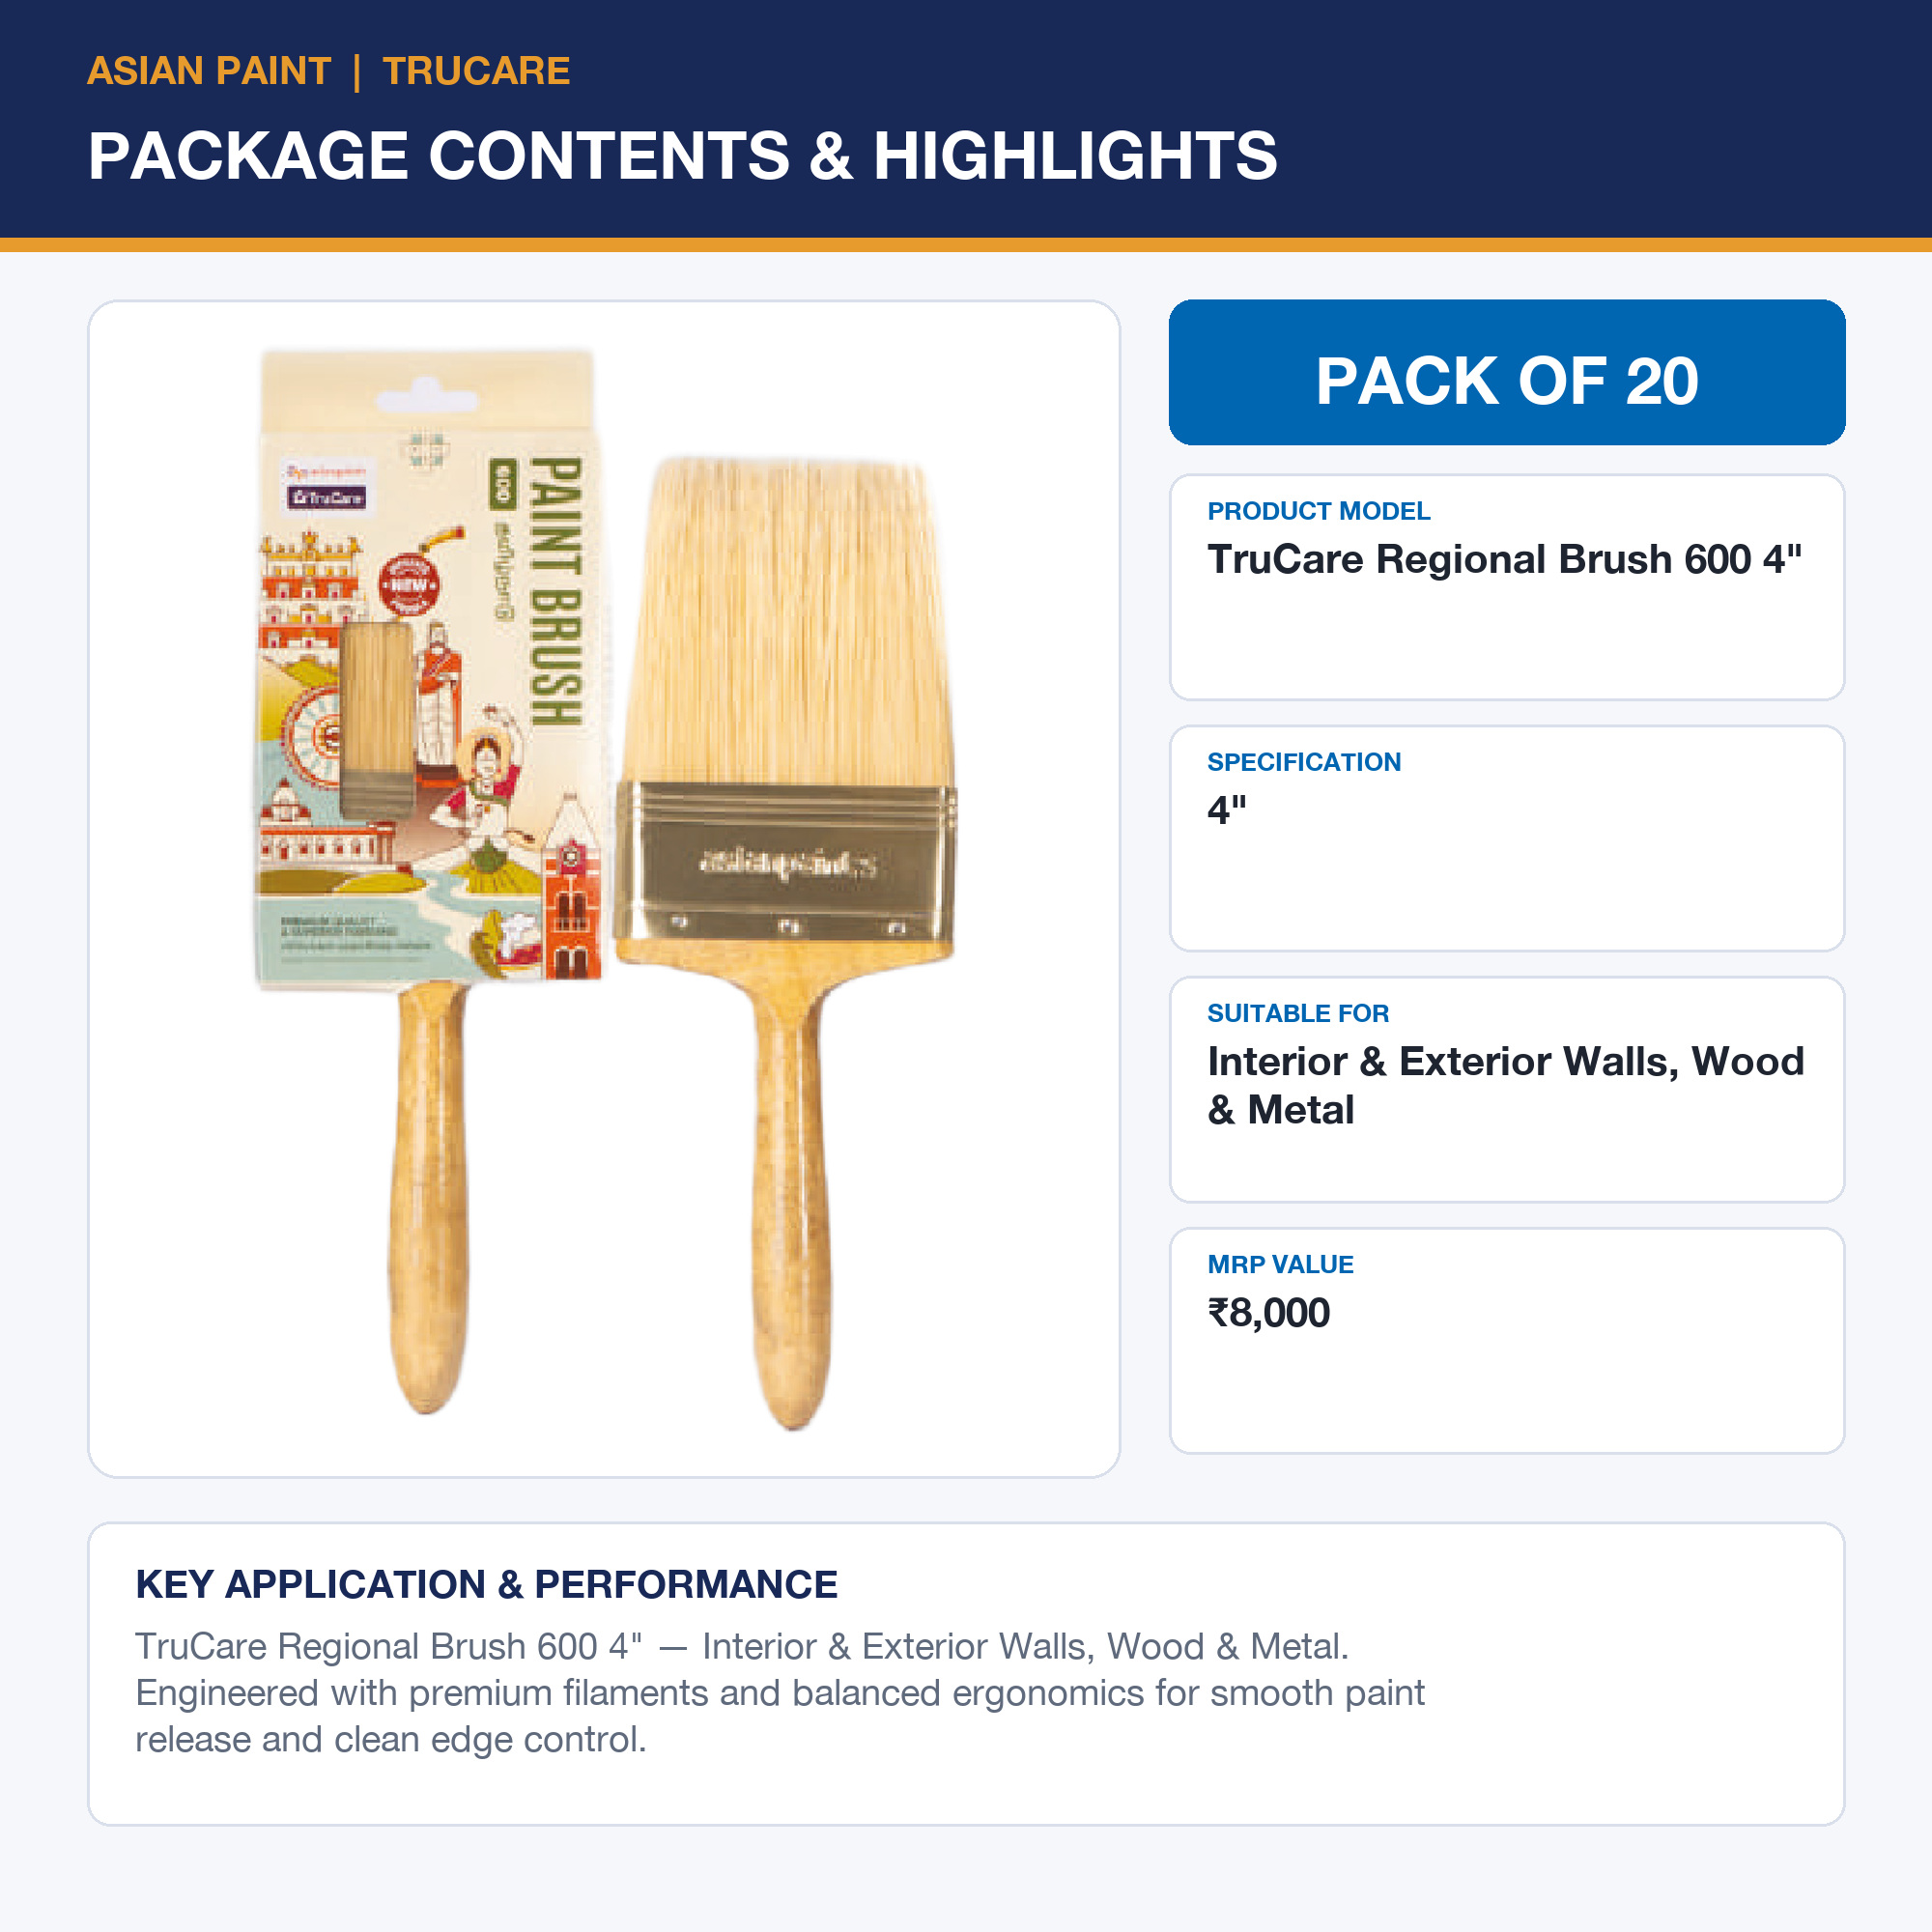 ASIAN PAINT | TRUCARE
PACKAGE CONTENTS & HIGHLIGHTS
TruCare
600
PAINT BRUSH
NEW
asianpaints
PACK OF 20
PRODUCT MODEL
TruCare Regional Brush 600 4"
SPECIFICATION
4"
SUITABLE FOR
Interior & Exterior Walls, Wood
& Metal
MRP VALUE
₹8,000
KEY APPLICATION & PERFORMANCE
TruCare Regional Brush 600 4" — Interior & Exterior Walls, Wood & Metal.
Engineered with premium filaments and balanced ergonomics for smooth paint
release and clean edge control.